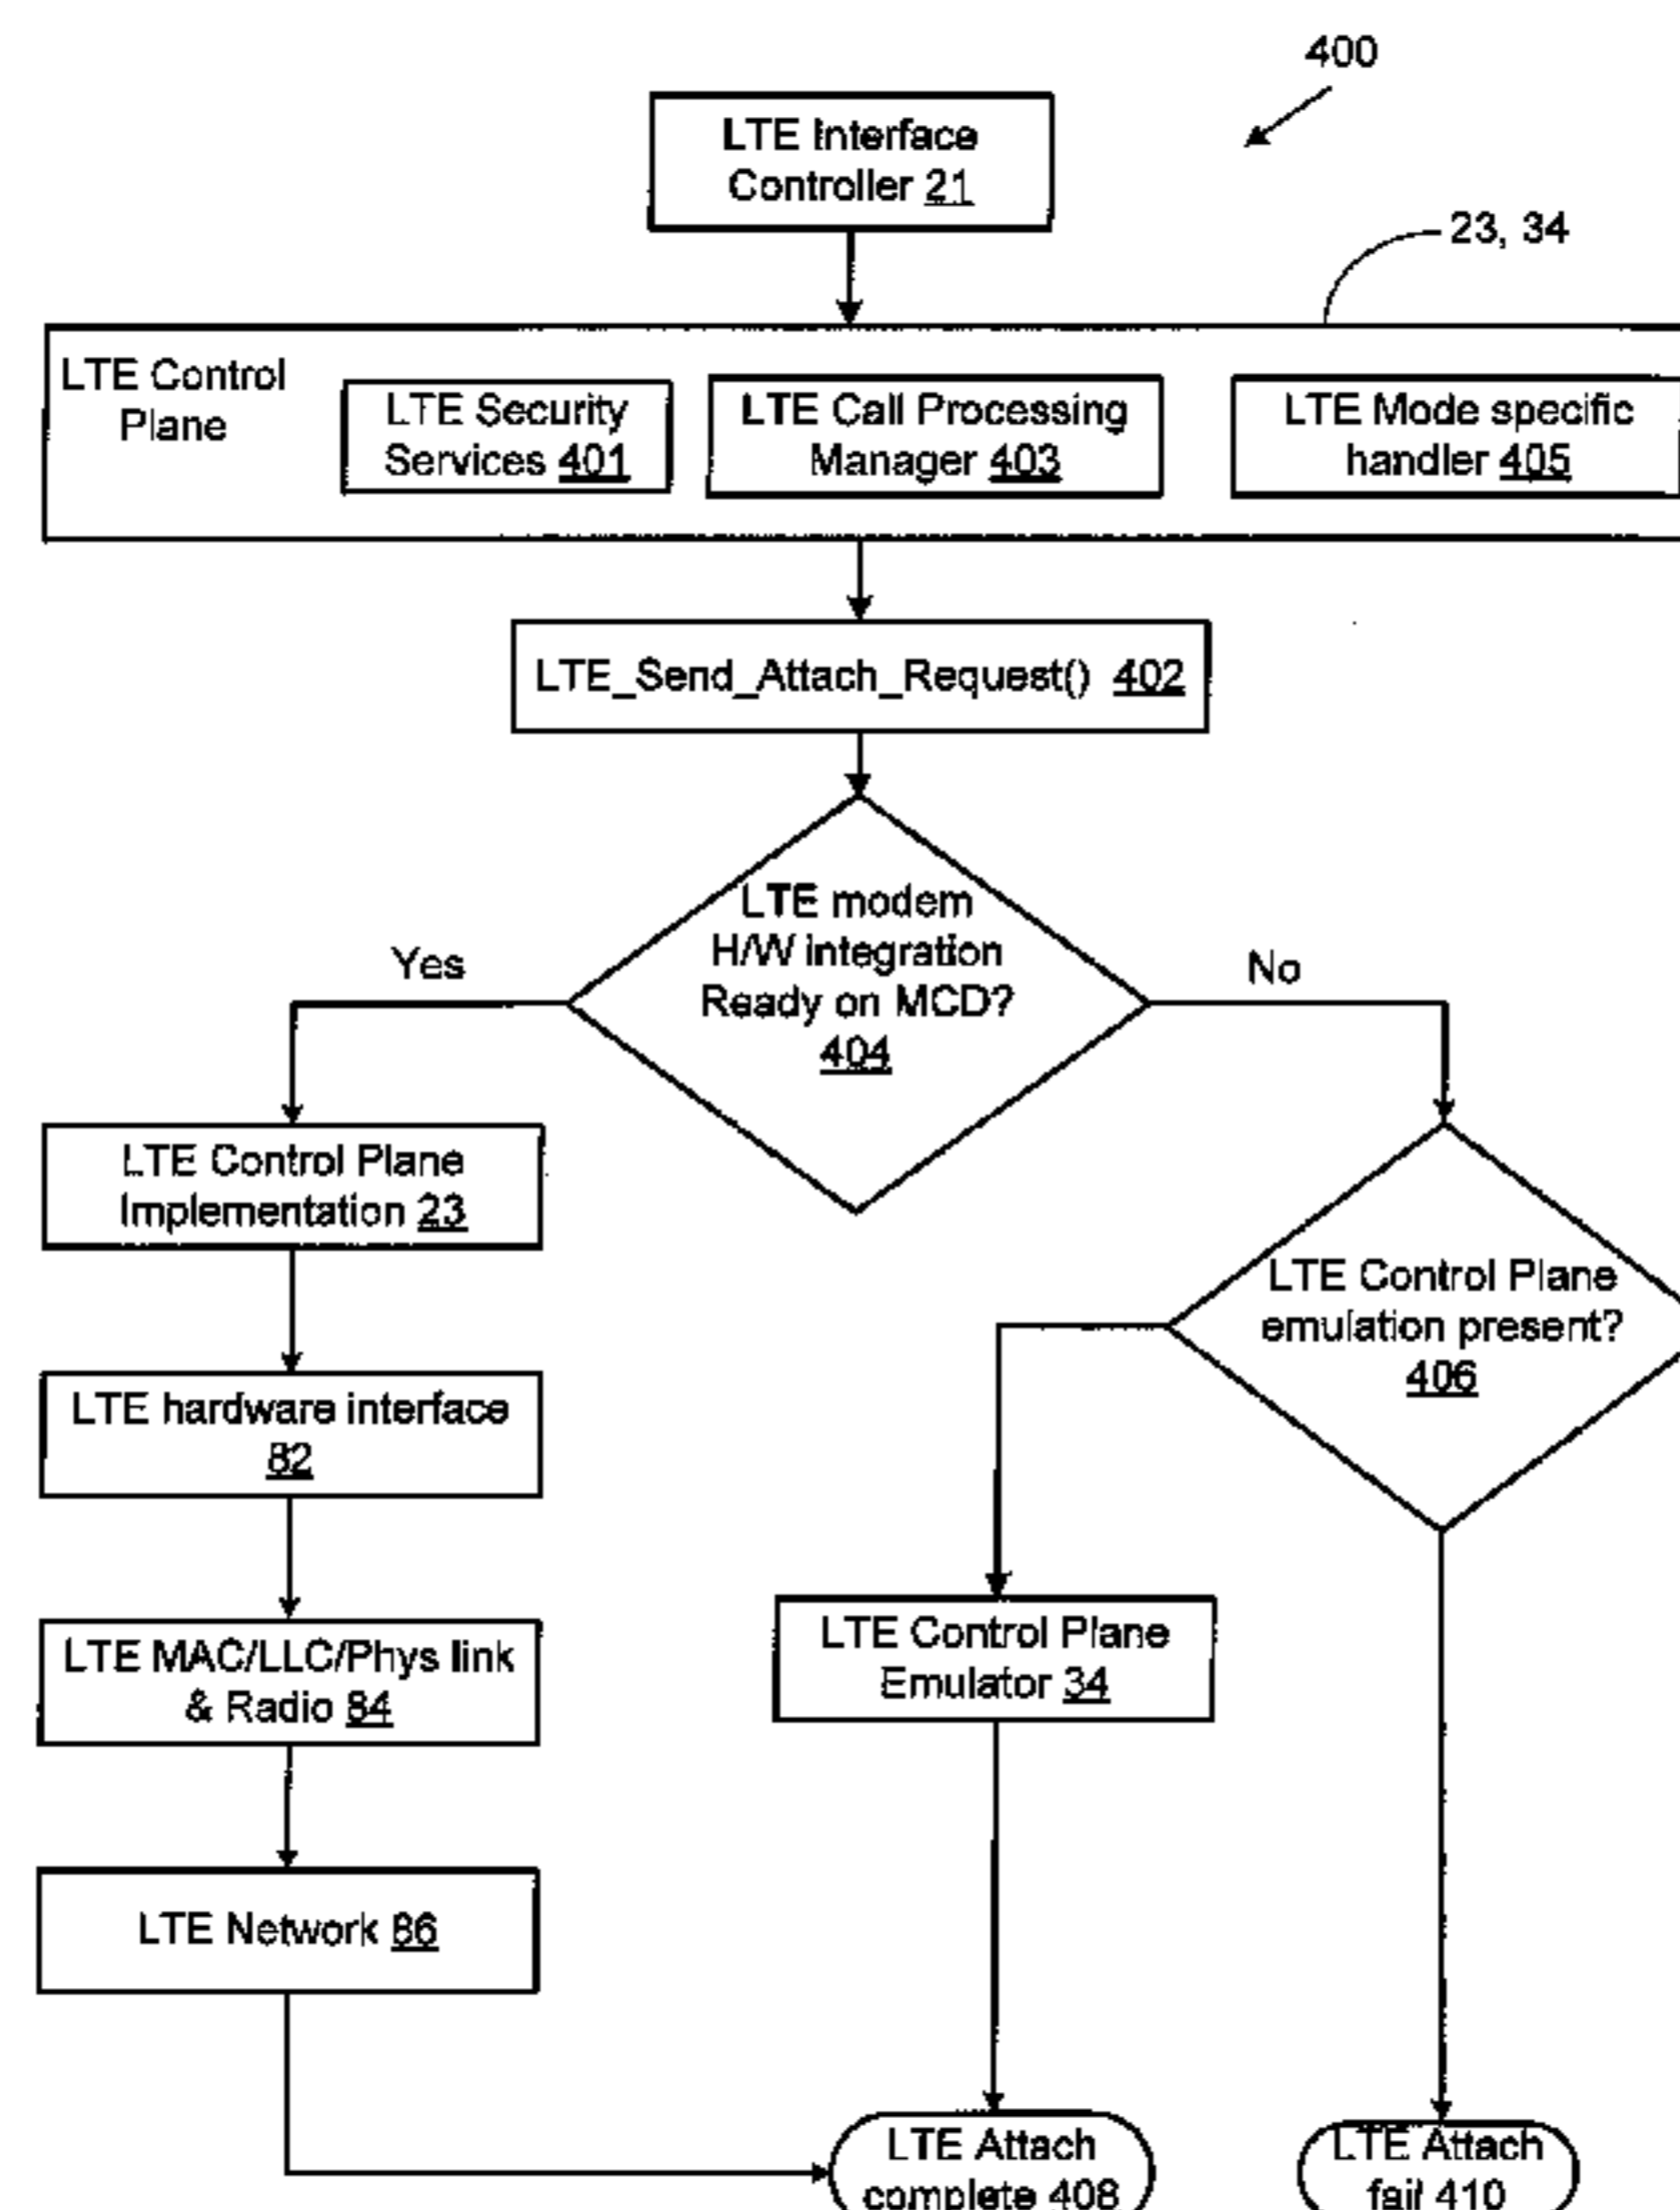 400
LTE Interface
Controller 21
23, 34
LTE Control
Plane
LTE Security
Services 401
LTE Call Processing
Manager 403
LTE Mode specific
handler 405
LTE_Send_Attach_Request() 402
LTE modem
H/W integration
Ready on MCD?
404
Yes
No
LTE Control Plane
Implementation 23
LTE Control Plane
emulation present?
406
LTE hardware interface
82
LTE Control Plane
Emulator 34
LTE MAC/LLC/Phys link
& Radio 84
LTE Network 86
LTE Attach
complete 408
LTE Attach
fail 410